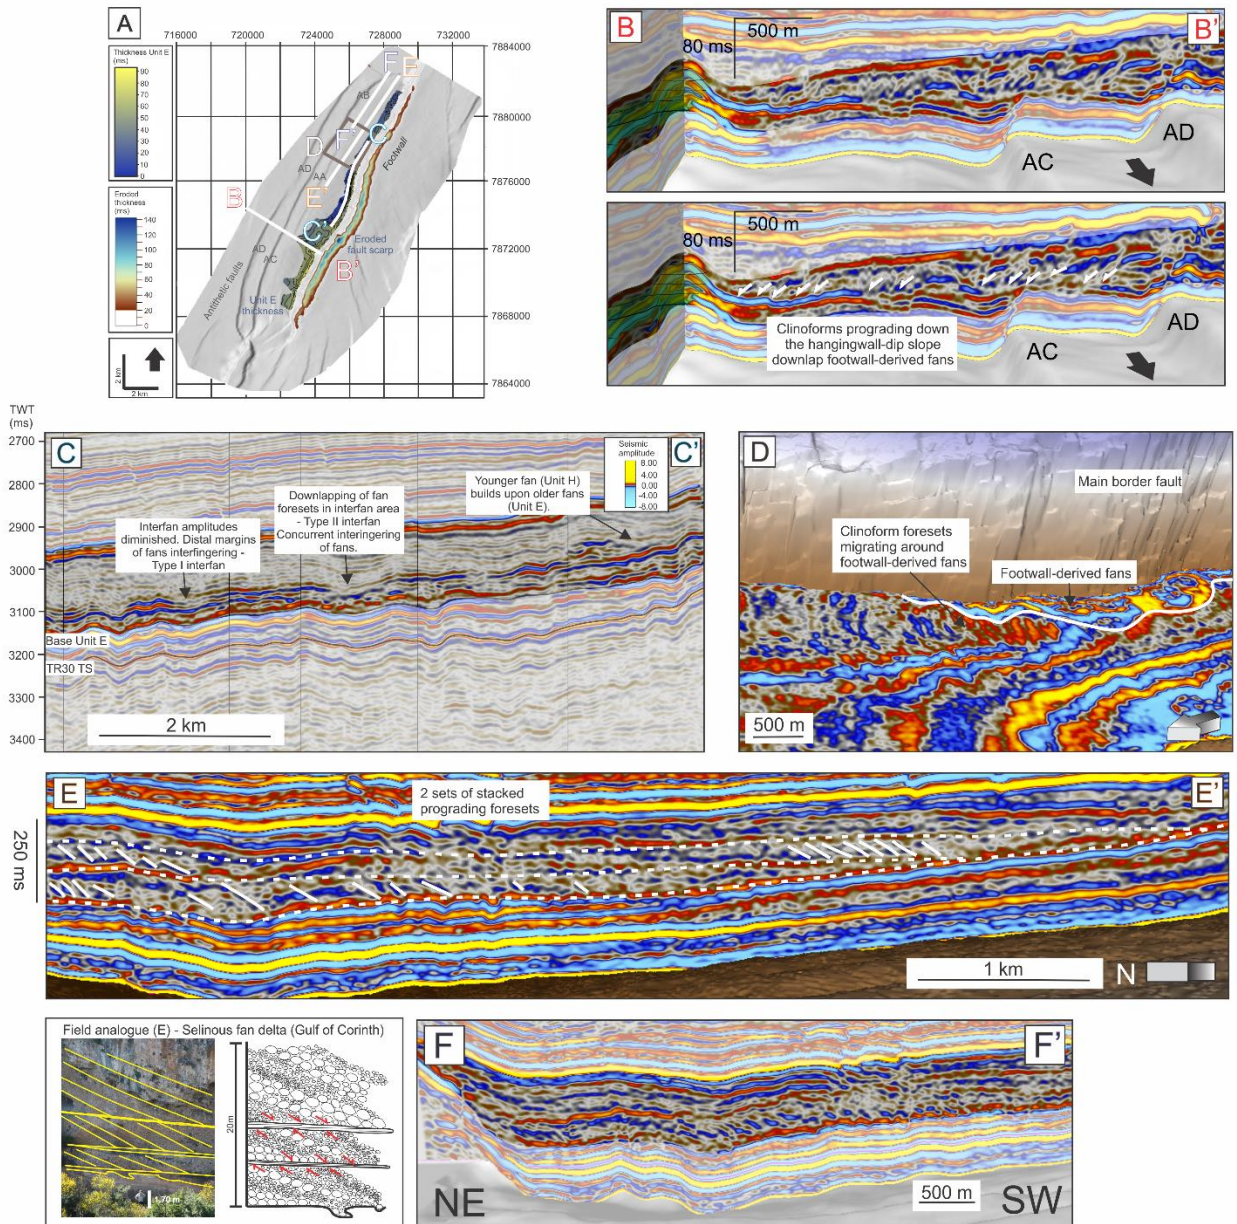 A
716000 720000 724000 728000 732000
7884000
7880000
7876000
7872000
7868000
7864000
Thickness Unit E
(ms)
90
80
70
60
50
40
30
20
10
0
Eroded
thickness
(ms)
140
120
100
80
60
40
20
0
2 km
2 km
F
E
AB
C
F'
D
Footwall
AD
AA
E'
B
C'
AD
AC
Eroded
fault scarp
B'
Antithetic faults
Unit E
thickness
B
B'
500 m
80 ms
AD
AC
500 m
80 ms
Clinoforms prograding down
the hangingwall-dip slope
downlap footwall-derived fans
AD
AC
TWT
(ms)
2700
2800
2900
3000
3100
3200
3300
3400
C
C'
Seismic
amplitude
8.00
4.00
0.00
-4.00
-8.00
Younger fan (Unit H)
builds upon older fans
(Unit E).
Downlapping of fan
foresets in interfan area
- Type II interfan
Concurrent interingering
of fans.
Interfan amplitudes
diminished. Distal margins
of fans interfingering -
Type I interfan
Base Unit E
TR30 TS
2 km
D
Main border fault
Clinoform foresets
migrating around
footwall-derived fans
Footwall-derived fans
500 m
E
E'
2 sets of stacked
prograding foresets
250 ms
1 km
N
Field analogue (E) - Selinous fan delta (Gulf of Corinth)
20m
1.70 m
F
F'
NE
SW
500 m